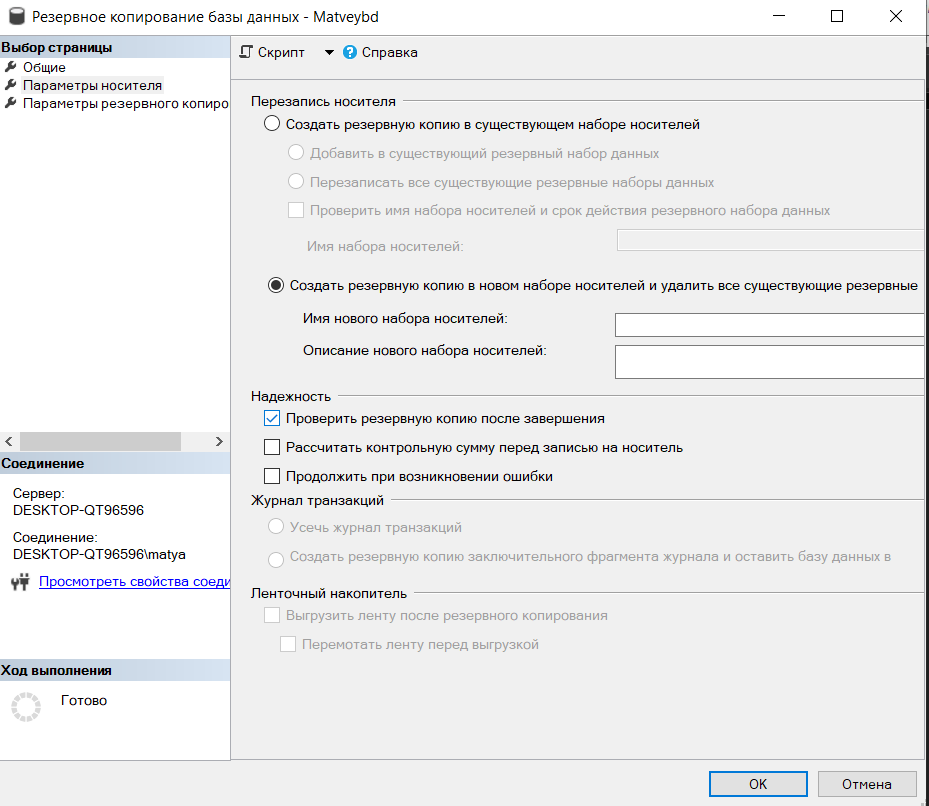 Резервное копирование базы данных - Matveybd
Выбор страницы
Общие
Параметры носителя
Параметры резервного копиро
Скрипт
Справка
Перезапись носителя
Создать резервную копию в существующем наборе носителей
Добавить в существующий резервный набор данных
Перезаписать все существующие резервные наборы данных
Проверить имя набора носителей и срок действия резервного набора данных
Имя набора носителей:
Создать резервную копию в новом наборе носителей и удалить все существующие резервные
Имя нового набора носителей:
Описание нового набора носителей:
Надежность
Проверить резервную копию после завершения
Рассчитать контрольную сумму перед записью на носитель
Продолжить при возникновении ошибки
Журнал транзакций
Усечь журнал транзакций
Создать резервную копию заключительного фрагмента журнала и оставить базу данных в
Ленточный накопитель
Выгрузить ленту после резервного копирования
Перемотать ленту перед выгрузкой
Соединение
Сервер:
DESKTOP-QT96596
Соединение:
DESKTOP-QT96596\matya
Просмотреть свойства соеди
Ход выполнения
Готово
ОК
Отмена